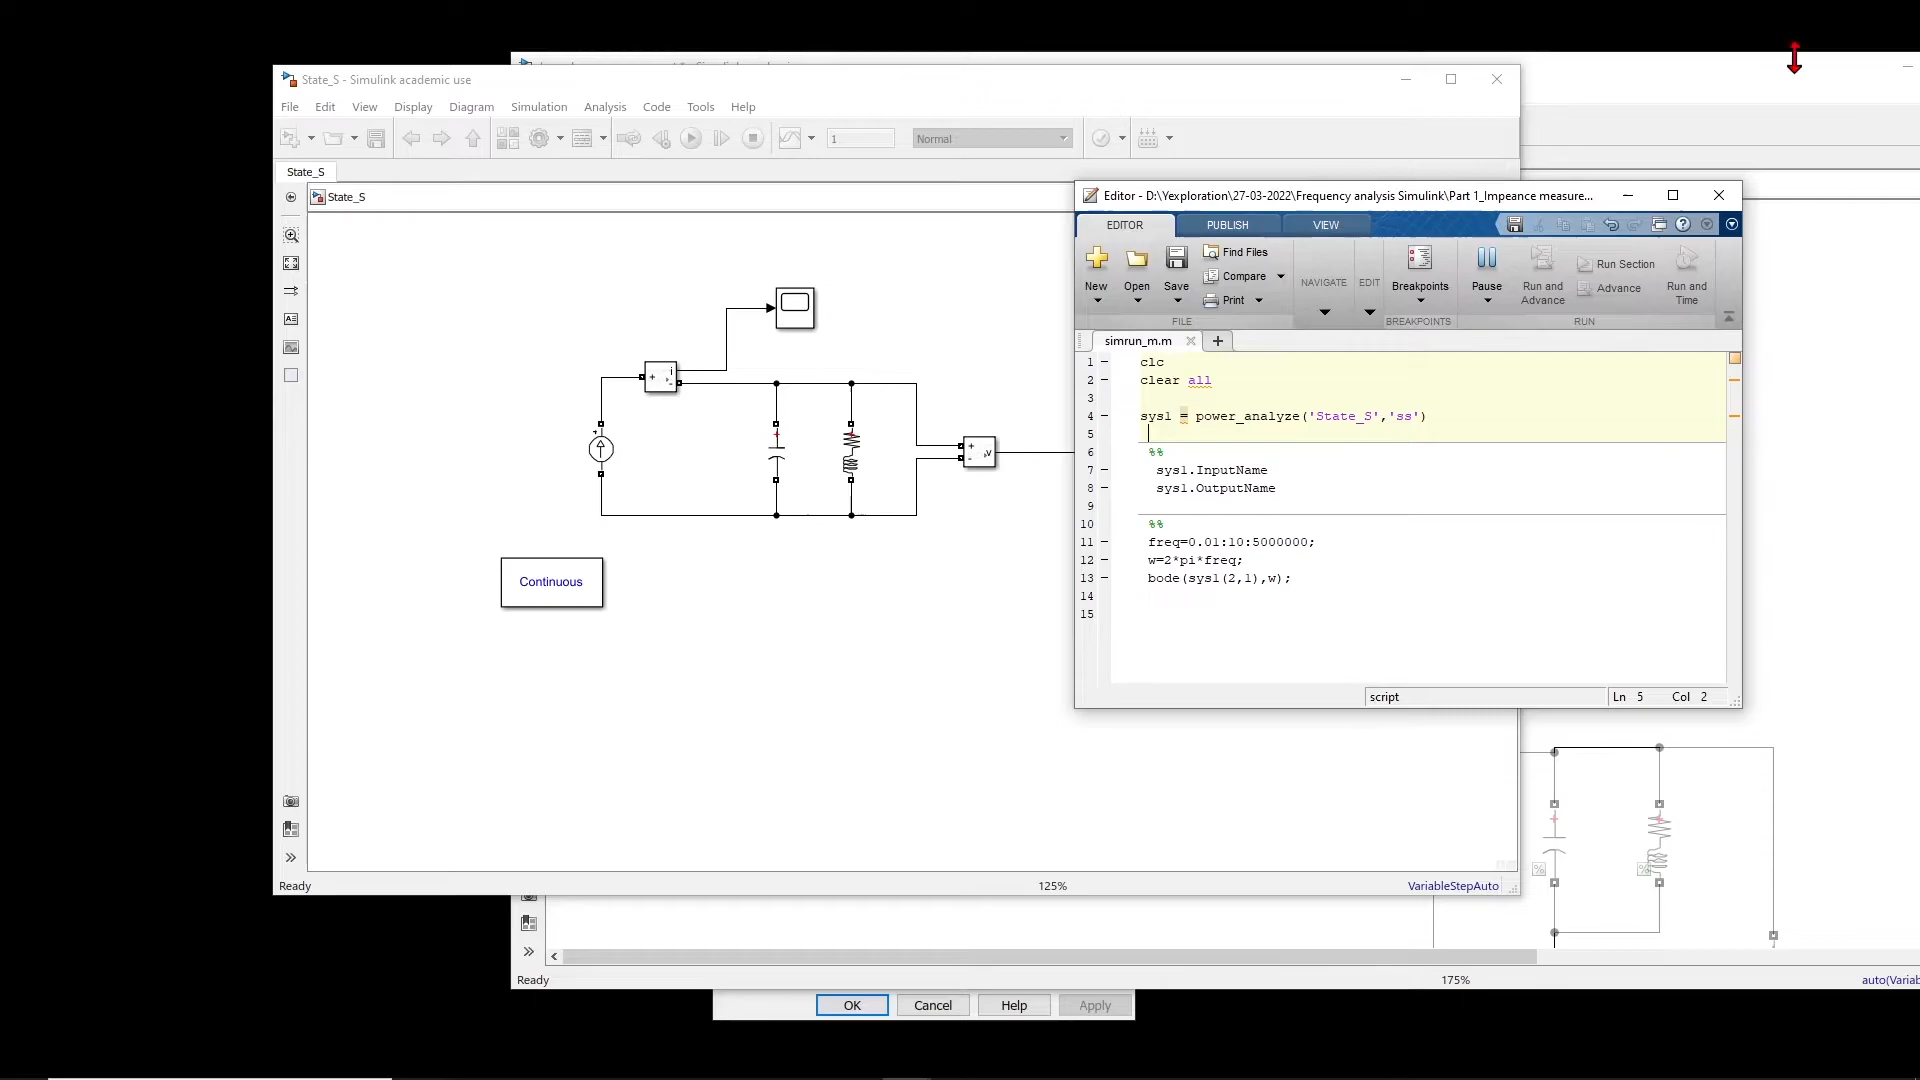 State_S - Simulink academic use
File Edit View Display Diagram Simulation Analysis Code Tools Help
1
Normal
State_S
State_S
i
v
Continuous
Ready
125%
VariableStepAuto
Editor - D:\Yexploration\27-03-2022\Frequency analysis Simulink\Part 1_Impeance measure...
EDITOR PUBLISH VIEW
New Open Save
Find Files
Compare
Print
NAVIGATE EDIT
Breakpoints
Pause
Run and Advance
Run Section
Advance
Run and Time
FILE BREAKPOINTS RUN
simrun_m.m
1 clc
2 clear all
3
4 sys1 = power_analyze('State_S','ss')
5
6 %%
7 sys1.InputName
8 sys1.OutputName
9
10 %%
11 freq=0.01:10:5000000;
12 w=2*pi*freq;
13 bode(sys1(2,1),w);
14
15
script
Ln 5 Col 2
Ready
175%
auto(Variab
OK Cancel Help Apply